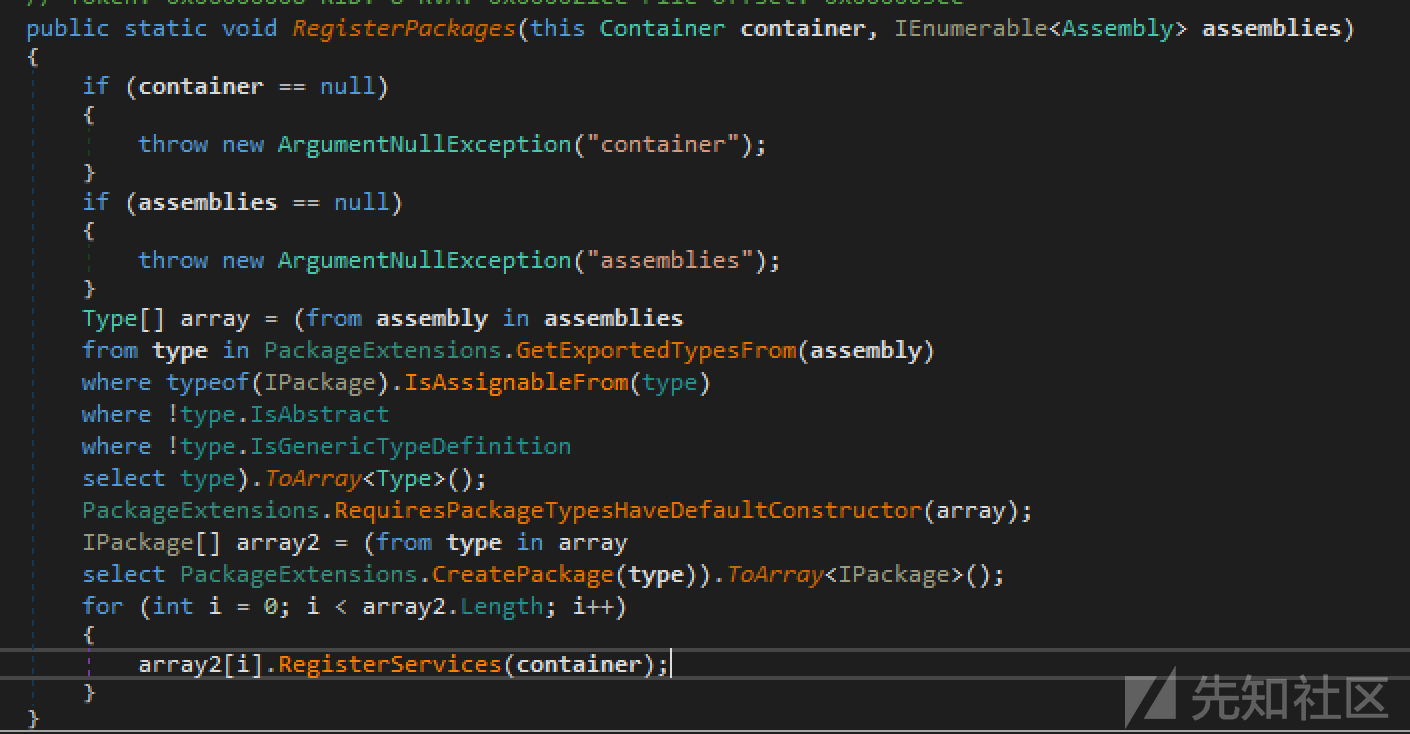 public static void RegisterPackages(this Container container, IEnumerable<Assembly> assemblies)
{
if (container == null)
{
throw new ArgumentNullException("container");
}
if (assemblies == null)
{
throw new ArgumentNullException("assemblies");
}
Type[] array = (from assembly in assemblies
from type in PackageExtensions.GetExportedTypesFrom(assembly)
where typeof(IPackage).IsAssignableFrom(type)
where !type.IsAbstract
where !type.IsGenericTypeDefinition
select type).ToArray<Type>();
PackageExtensions.RequiresPackageTypesHaveDefaultConstructor(array);
IPackage[] array2 = (from type in array
select PackageExtensions.CreatePackage(type)).ToArray<IPackage>();
for (int i = 0; i < array2.Length; i++)
{
array2[i].RegisterServices(container);
}
}
先知社区